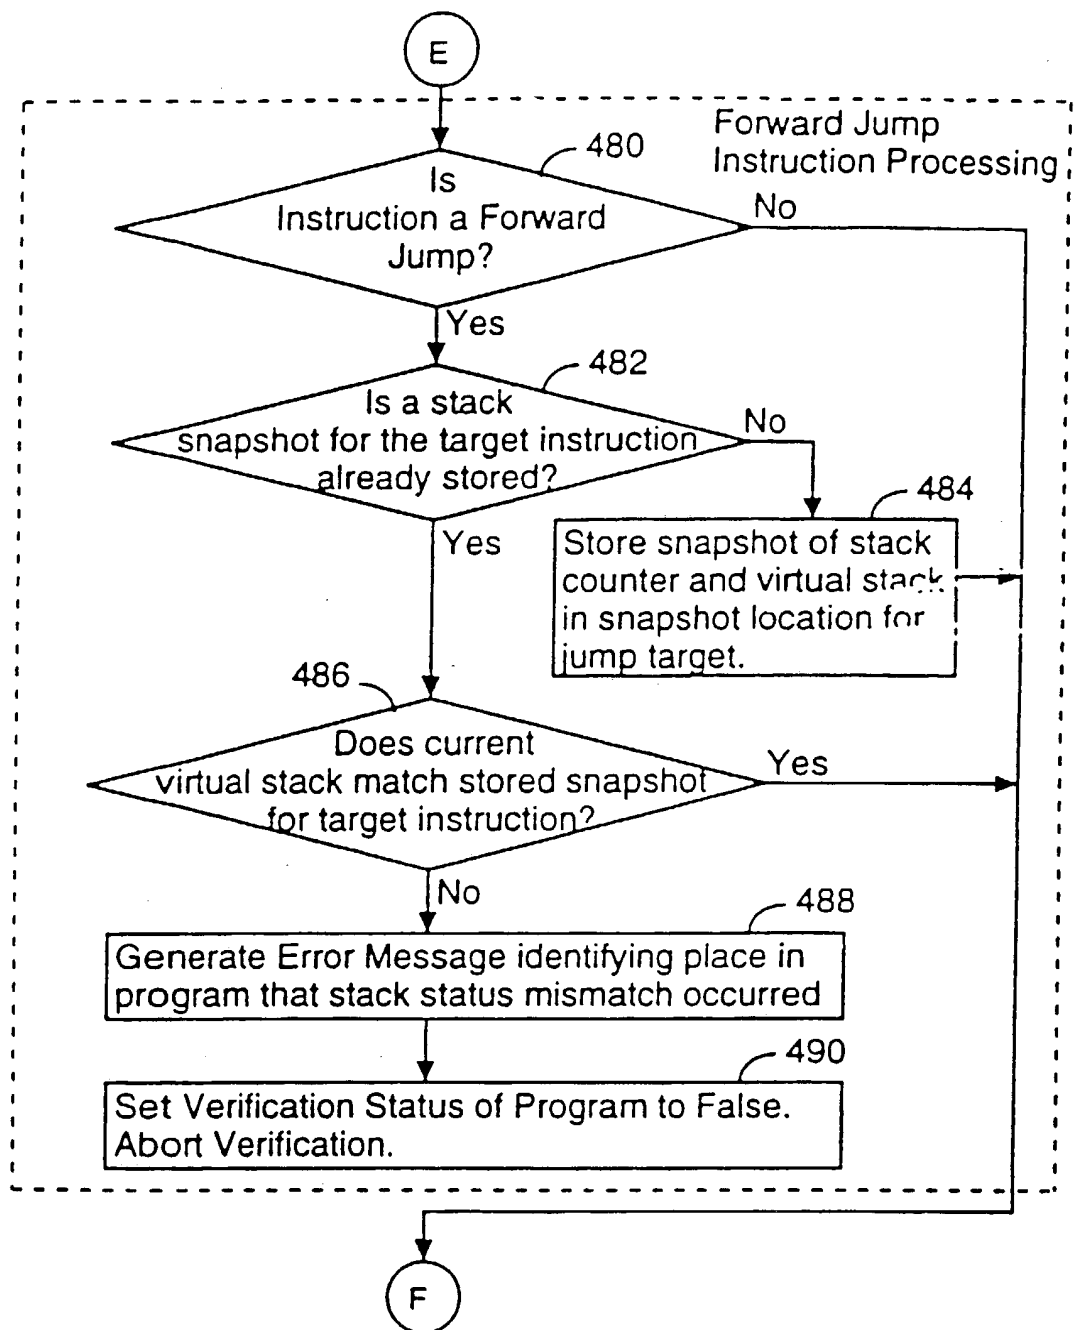 E
Forward Jump
Instruction Processing
480
Is
Instruction a Forward
Jump?
No
Yes
482
Is a stack
snapshot for the target instruction
already stored?
No
Yes
484
Store snapshot of stack
counter and virtual stack
in snapshot location for
jump target.
486
Does current
virtual stack match stored snapshot
for target instruction?
Yes
No
488
Generate Error Message identifying place in
program that stack status mismatch occurred
490
Set Verification Status of Program to False.
Abort Verification.
F